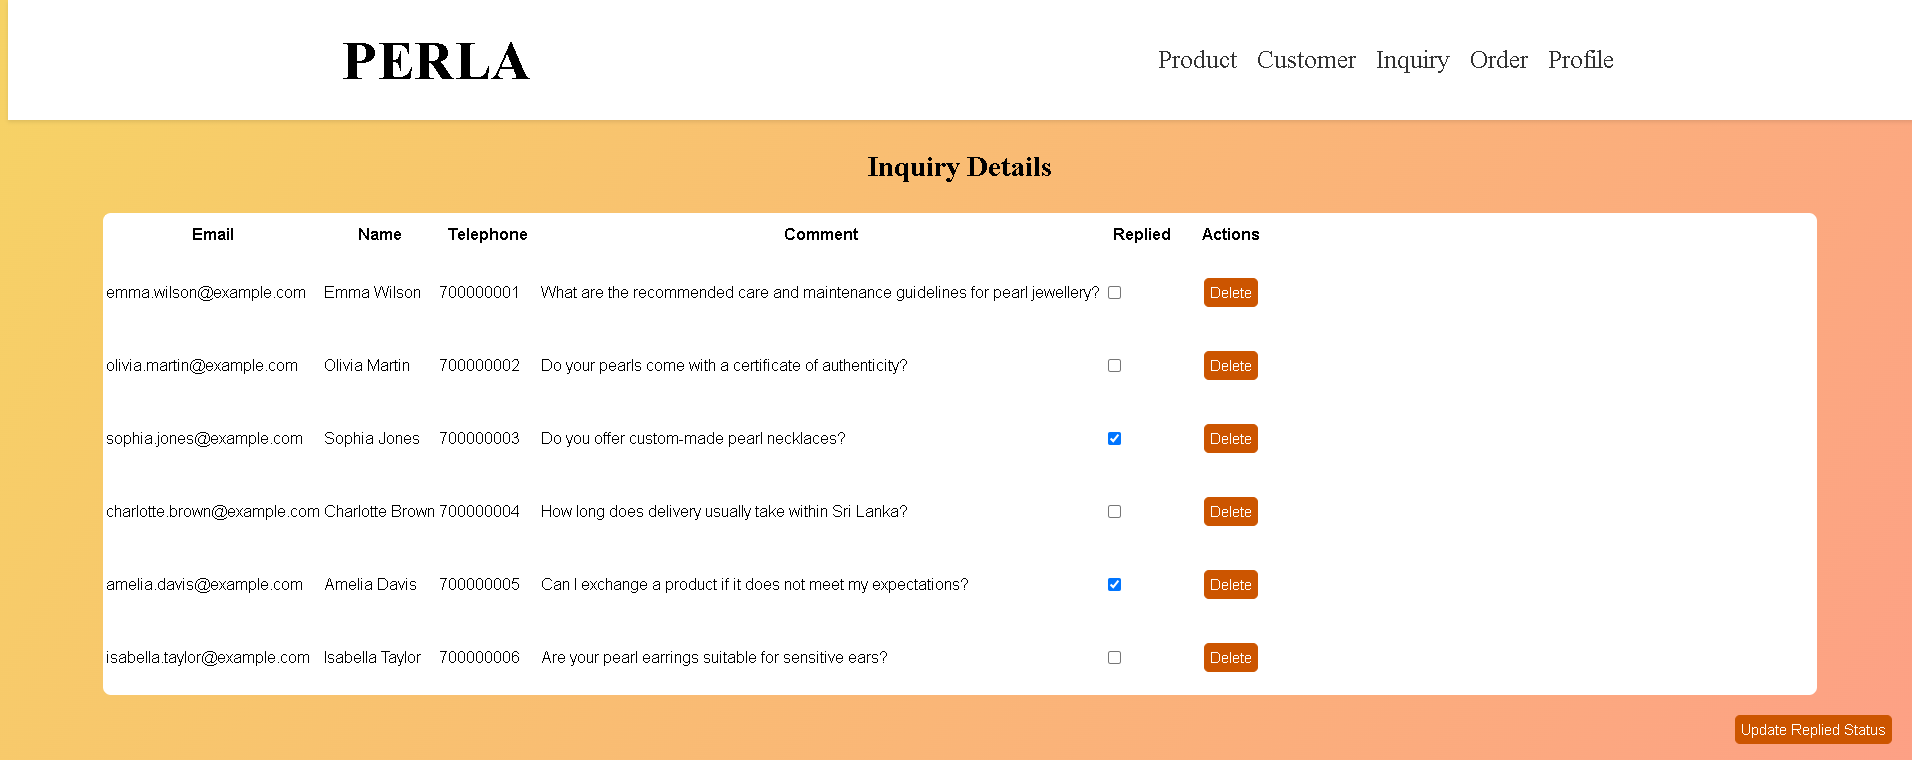 PERLA Product Customer Inquiry Order Profile
Inquiry Details
Email Name Telephone Comment Replied Actions
emma.wilson@example.com Emma Wilson 700000001 What are the recommended care and maintenance guidelines for pearl jewellery? Delete
olivia.martin@example.com Olivia Martin 700000002 Do your pearls come with a certificate of authenticity? Delete
sophia.jones@example.com Sophia Jones 700000003 Do you offer custom-made pearl necklaces? Delete
charlotte.brown@example.com Charlotte Brown 700000004 How long does delivery usually take within Sri Lanka? Delete
amelia.davis@example.com Amelia Davis 700000005 Can I exchange a product if it does not meet my expectations? Delete
isabella.taylor@example.com Isabella Taylor 700000006 Are your pearl earrings suitable for sensitive ears? Delete
Update Replied Status